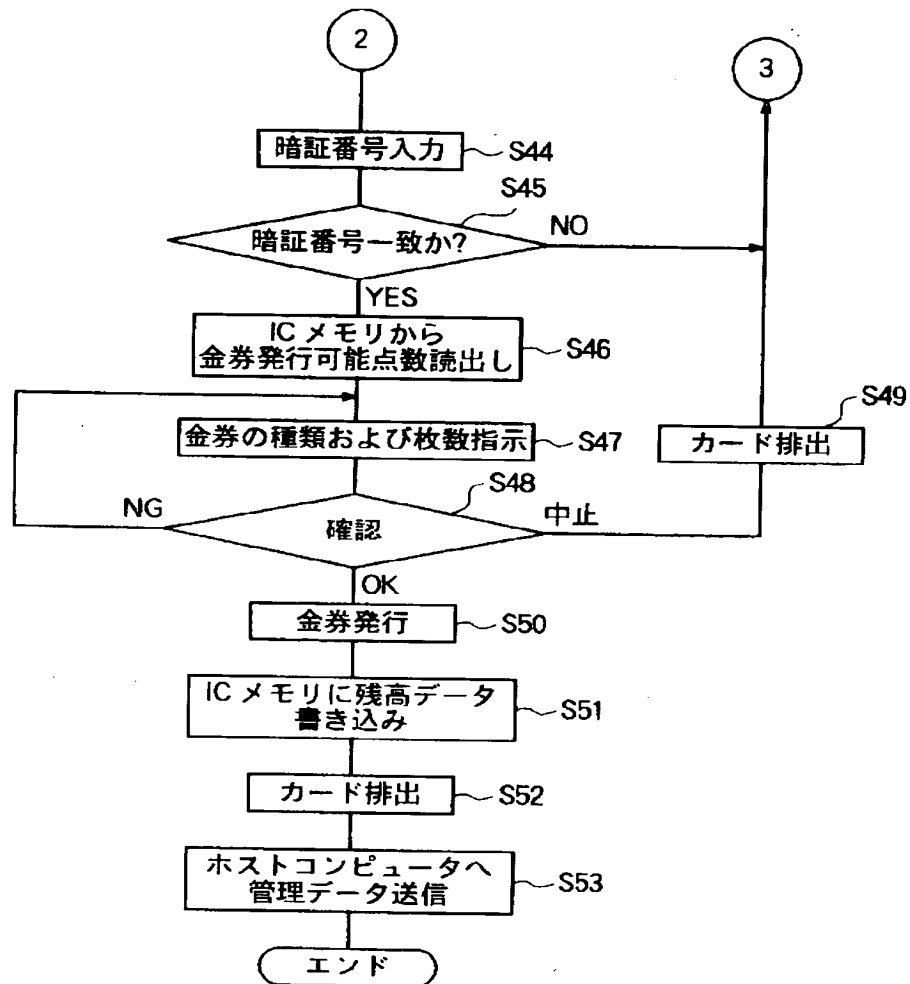 2
3
暗証番号入力
S44
S45
暗証番号一致か?
NO
YES
ICメモリから
金券発行可能点数読出し
S46
金券の種類および枚数指示
S47
S49
カード排出
S48
NG
確認
中止
OK
金券発行
S50
ICメモリに残高データ
書き込み
S51
カード排出
S52
ホストコンピュータへ
管理データ送信
S53
エンド